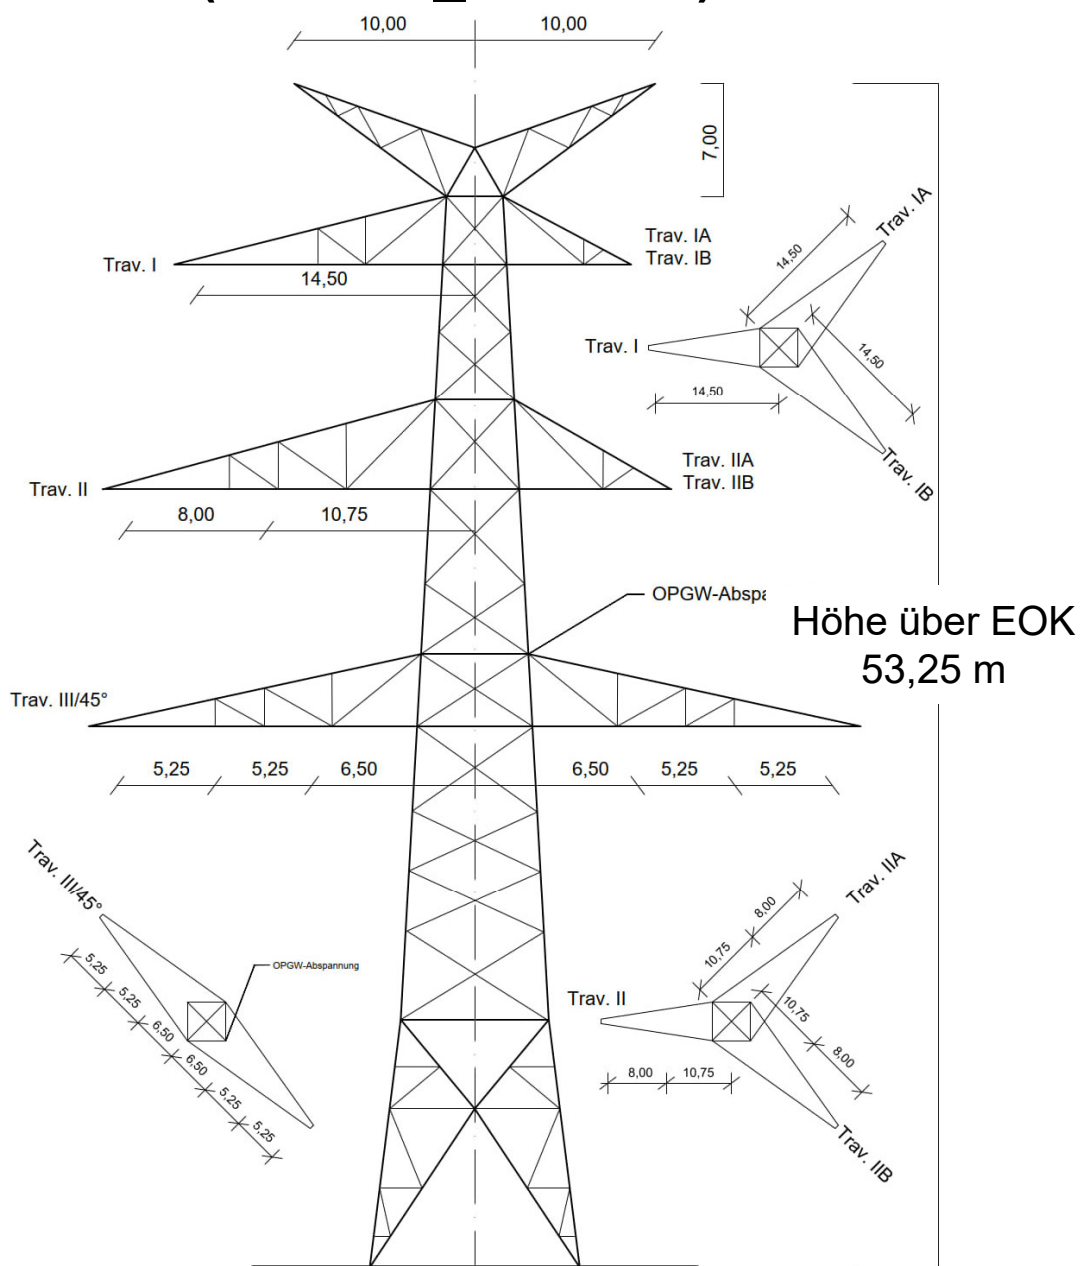 10,00
10,00
7,00
Trav. I
Trav. IA
Trav. IB
14,50
Trav. IA
14,50
Trav. I
14,50
14,50
Trav. IB
Trav. II
Trav. IIA
Trav. IIB
8,00
10,75
OPGW-Abspa
Höhe über EOK
53,25 m
Trav. III/45°
5,25
5,25
6,50
6,50
5,25
5,25
Trav. III/45°
5,25
5,25
6,50
6,50
5,25
5,25
OPGW-Abspannung
Trav. IIA
8,00
10,75
Trav. II
10,75
8,00
8,00
10,75
Trav. IIB